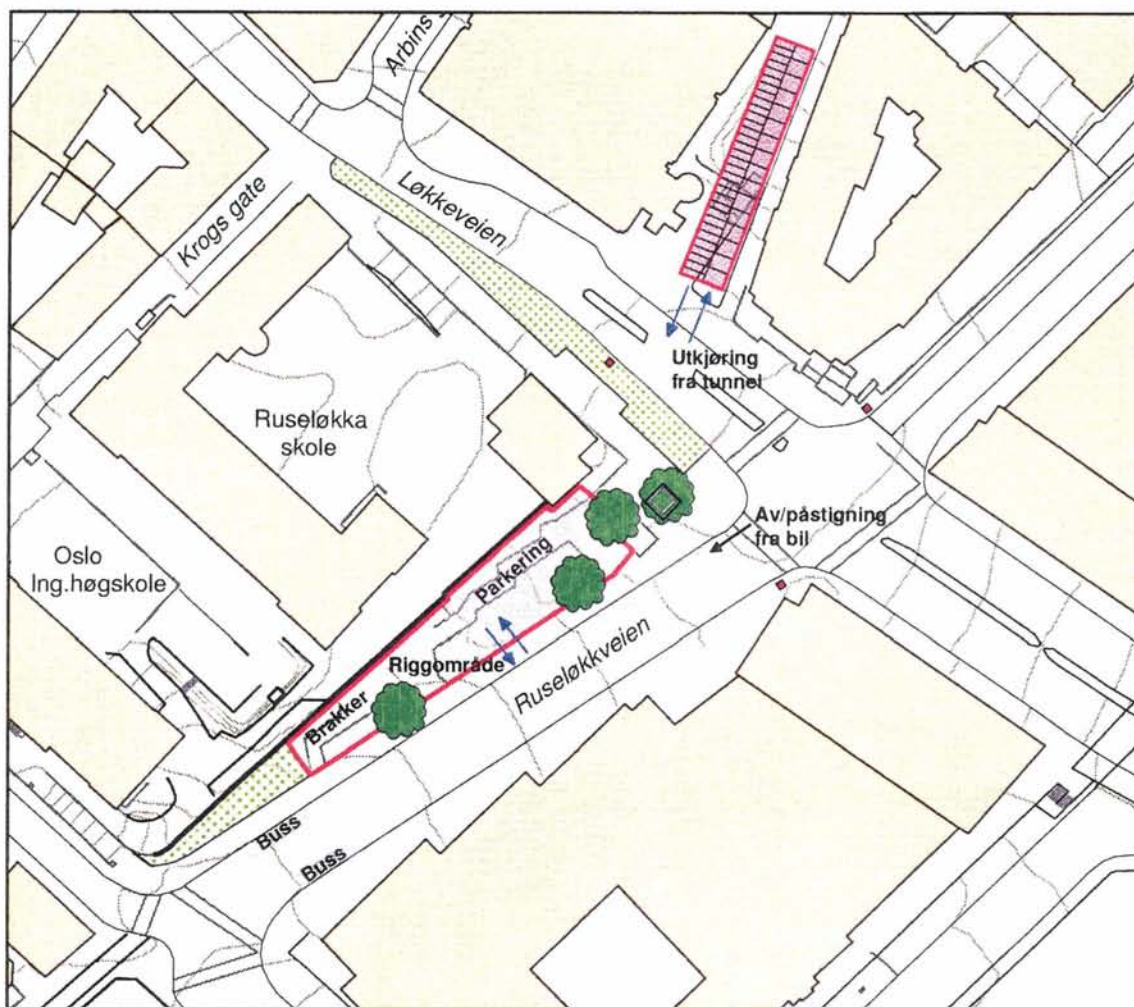 Arbins
Løkkeveien
Krogs gate
Utkjøring
fra tunnel
Ruseløkka
skole
Av/påstigning
fra bil
Parkering
Oslo
Ing.høgskole
Riggområde
Ruseløkkveien
Brakker
Buss
Buss